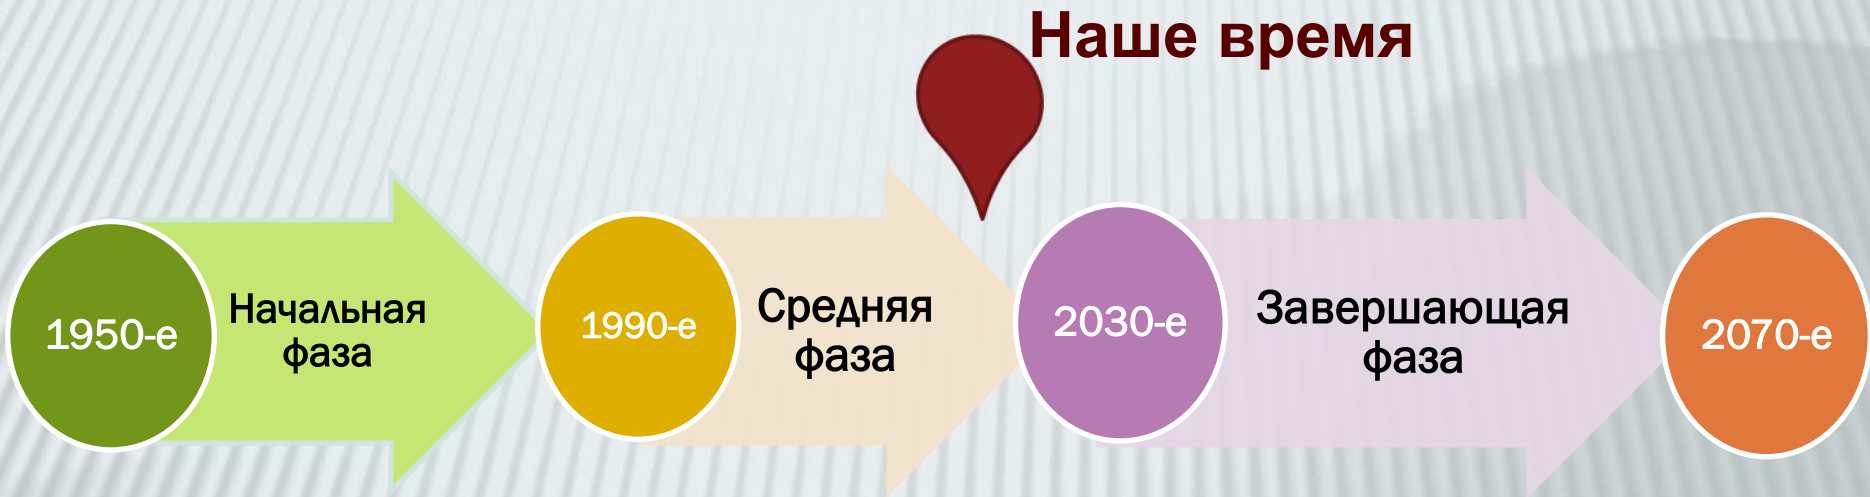 Наше время
1950-е
Начальная
фаза
1990-е
Средняя
фаза
2030-е
Завершающая
фаза
2070-е